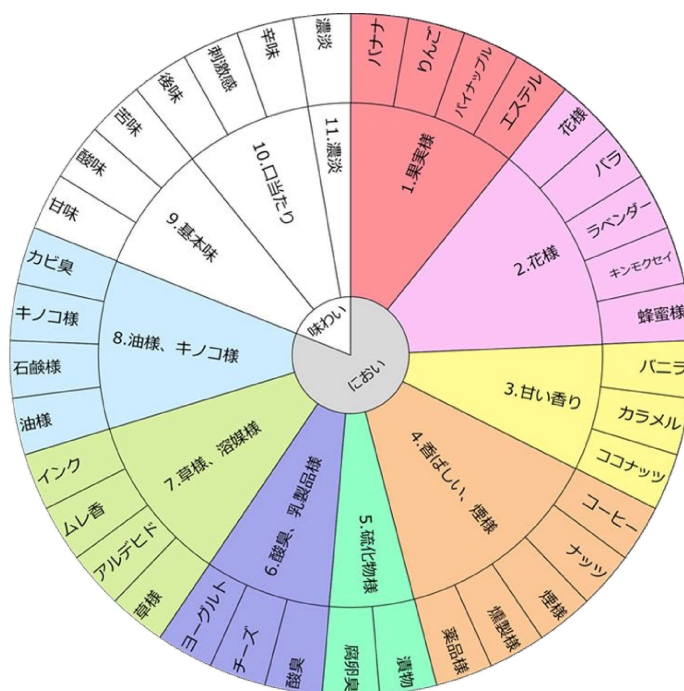 におい
味わい
1.果実様
バナナ
りんご
パイナップル
エステル
2.花様
花様
バラ
ラベンダー
キンモクセイ
蜂蜜様
3.甘い香り
バニラ
カラメル
ココナッツ
4.香ばしい、煙様
コーヒー
ナッツ
煙様
燻製様
薬品様
5.硫化物様
漬物
腐卵臭
6.酸臭、乳製品様
酸臭
チーズ
ヨーグルト
7.草様、溶媒様
草様
アルデヒド
ムレ香
インク
8.油様、キノコ様
油様
石鹸様
キノコ様
カビ臭
9.基本味
甘味
酸味
苦味
10.口当たり
後味
刺激感
辛味
11.濃淡
濃淡